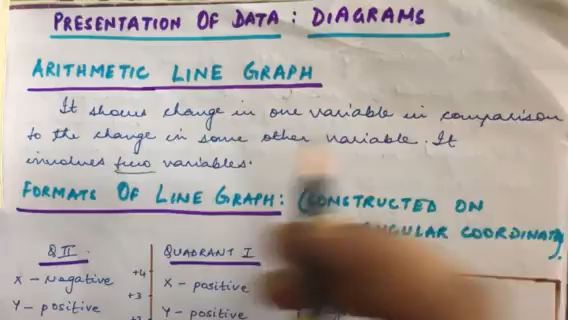 PRESENTATION OF DATA : DIAGRAMS
ARITHMETIC LINE GRAPH
It shows change in one variable in comparison
to the change in some other variable. It
involves two variables.
FORMATS OF LINE GRAPH: (CONSTRUCTED ON
COORDINATE)
Q II QUADRANT I
X - Negative +4 X - positive
Y - positive +3 Y - positive